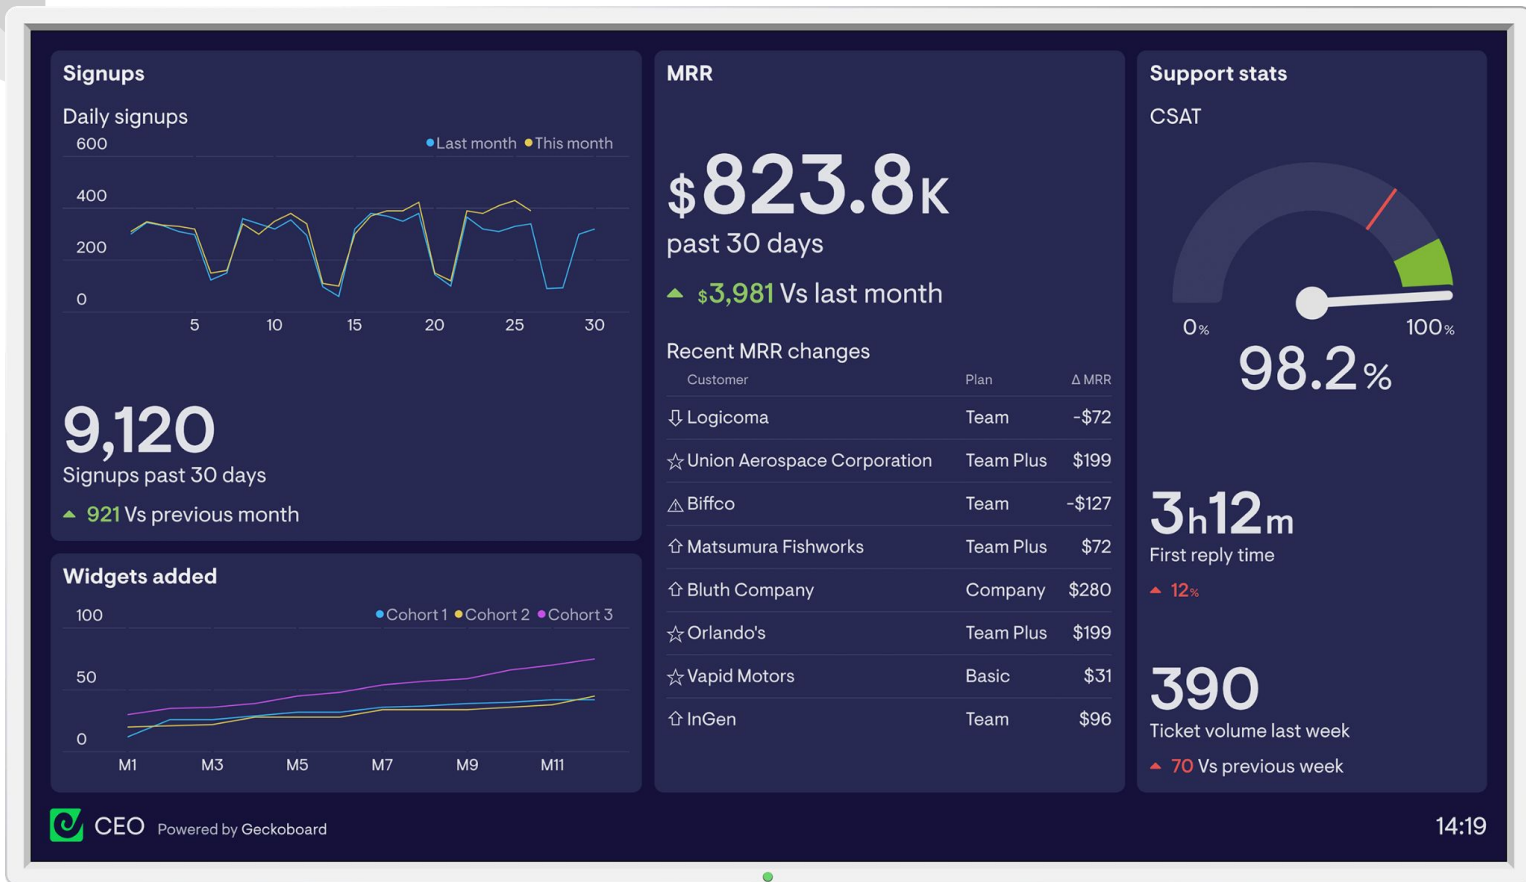 Signups
Daily signups
600
Last month This month
400
200
0
5 10 15 20 25 30
9,120
Signups past 30 days
921 Vs previous month
Widgets added
100
Cohort 1 Cohort 2 Cohort 3
50
0
M1 M3 M5 M7 M9 M11
MRR
$823.8K
past 30 days
$3,981 Vs last month
Recent MRR changes
Customer Plan Δ MRR
Logicoma Team -$72
Union Aerospace Corporation Team Plus $199
Biffco Team -$127
Matsumura Fishworks Team Plus $72
Bluth Company Company $280
Orlando's Team Plus $199
Vapid Motors Basic $31
InGen Team $96
Support stats
CSAT
0% 100%
98.2%
3h12m
First reply time
12%
390
Ticket volume last week
70 Vs previous week
CEO Powered by Geckoboard
14:19